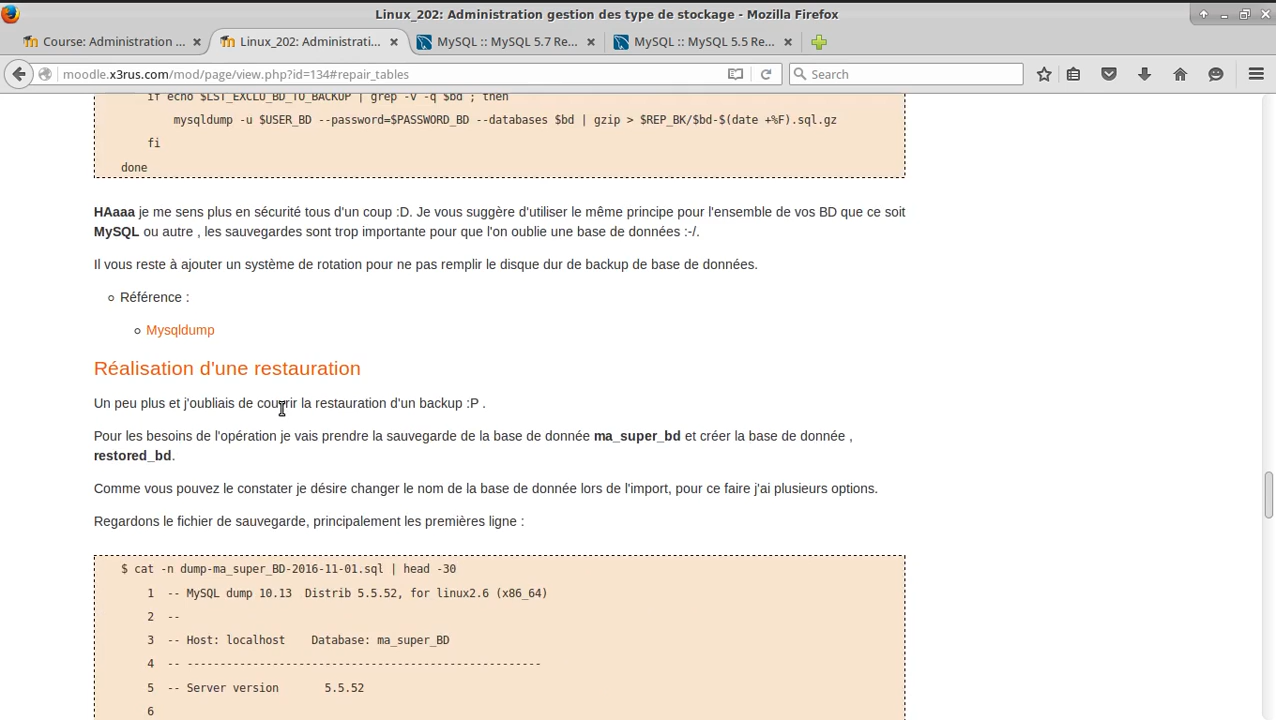 Linux_202: Administration gestion des type de stockage - Mozilla Firefox
Course: Administration ...
Linux_202: Administrati...
MySQL :: MySQL 5.7 Re...
MySQL :: MySQL 5.5 Re...
moodle.x3rus.com/mod/page/view.php?id=134#repair_tables
Search
if echo $LST_EXCLU_BD_TO_BACKUP | grep -v -q $bd ; then
mysqldump -u $USER_BD --password=$PASSWORD_BD --databases $bd | gzip > $REP_BK/$bd-$(date +%F).sql.gz
fi
done
HAaaa je me sens plus en sécurité tous d'un coup :D. Je vous suggère d'utiliser le même principe pour l'ensemble de vos BD que ce soit
MySQL ou autre , les sauvegardes sont trop importante pour que l'on oublie une base de données :-/.
Il vous reste à ajouter un système de rotation pour ne pas remplir le disque dur de backup de base de données.
Référence :
Mysqldump
Réalisation d'une restauration
Un peu plus et j'oubliais de couvrir la restauration d'un backup :P .
Pour les besoins de l'opération je vais prendre la sauvegarde de la base de donnée ma_super_bd et créer la base de donnée ,
restored_bd.
Comme vous pouvez le constater je désire changer le nom de la base de donnée lors de l'import, pour ce faire j'ai plusieurs options.
Regardons le fichier de sauvegarde, principalement les premières ligne :
$ cat -n dump-ma_super_BD-2016-11-01.sql | head -30
1 -- MySQL dump 10.13 Distrib 5.5.52, for linux2.6 (x86_64)
2 --
3 -- Host: localhost Database: ma_super_BD
4 -- ------------------------------------------------------
5 -- Server version 5.5.52
6